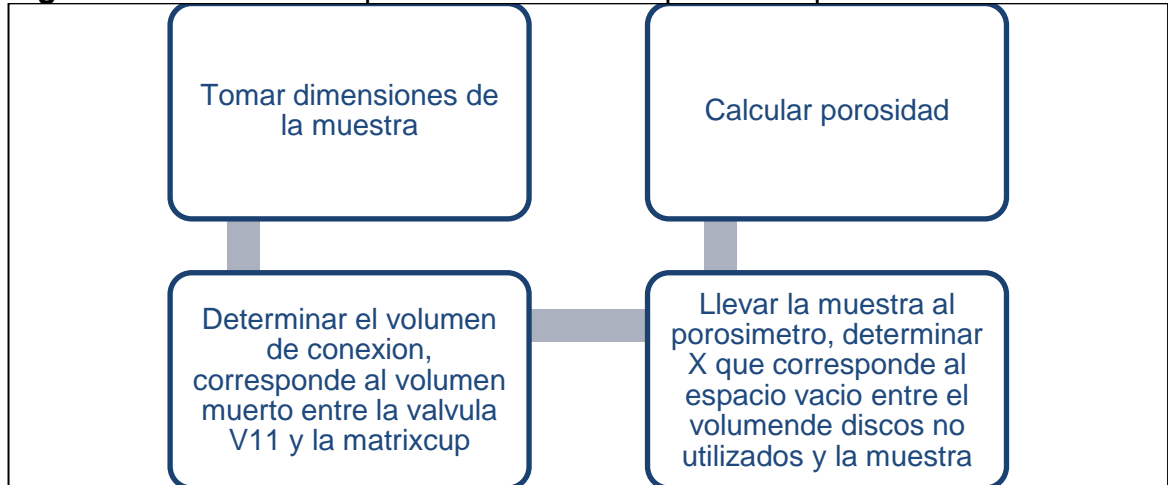 Tomar dimensiones de
la muestra
Determinar el volumen
de conexion,
corresponde al volumen
muerto entre la valvula
V11 y la matrixcup
Llevar la muestra al
porosimetro, determinar
X que corresponde al
espacio vacio entre el
volumende discos no
utilizados y la muestra
Calcular porosidad